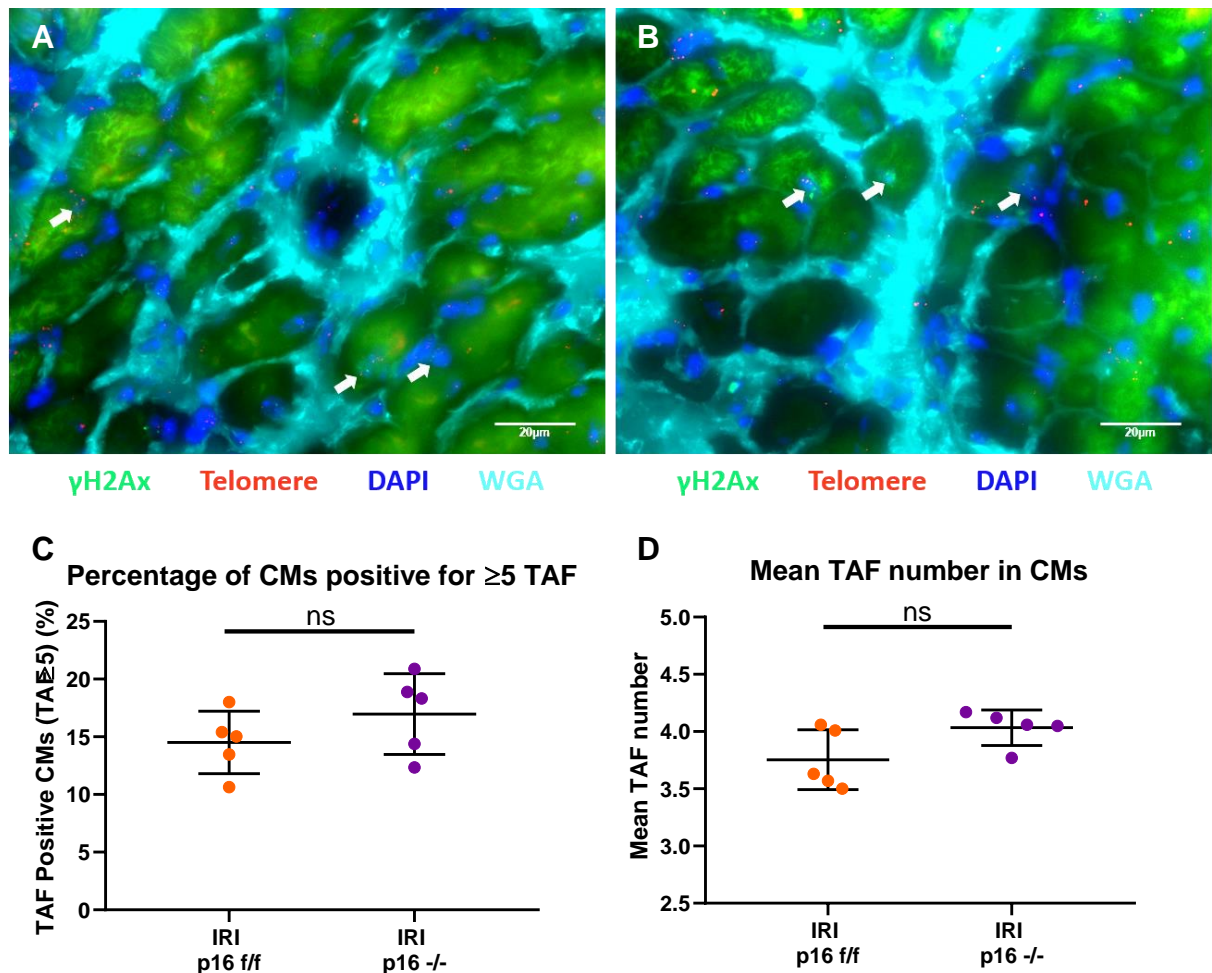 A
B
20μm
20μm
γH2Ax Telomere DAPI WGA
γH2Ax Telomere DAPI WGA
C
Percentage of CMs positive for ≥5 TAF
TAF Positive CMs (TAF≥5) (%)
25
20
15
10
5
0
ns
IRI
p16 f/f
IRI
p16 -/-
D
Mean TAF number in CMs
Mean TAF number
5.0
4.5
4.0
3.5
3.0
2.5
ns
IRI
p16 f/f
IRI
p16 -/-